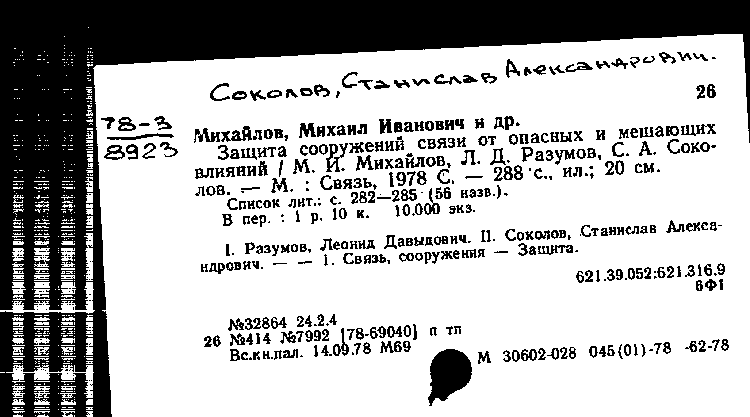 Соколов, Станислав Александрович.
26
78-3
8923
Михайлов, Михаил Иванович и др.
Защита сооружений связи от опасных и мешающих
влияний / М. И. Михайлов, Л. Д. Разумов, С. А. Соко-
лов. — М. : Связь, 1978 С. — 288 с., ил.; 20 см.
Список лит.: с. 282—285 (56 назв.).
В пер. : 1 р. 10 к. 10.000 экз.
I. Разумов, Леонид Давыдович. II. Соколов, Станислав Алекса-
ндрович. — — 1. Связь, сооружения — Защита.
621.39.052:621.316.9
6Ф1
№32864 24.2.4
26 №414 №7992 [78-69040] п тп
Вс.кн.пал. 14.09.78 М69
М 30602-028 045(01)-78 -62-78